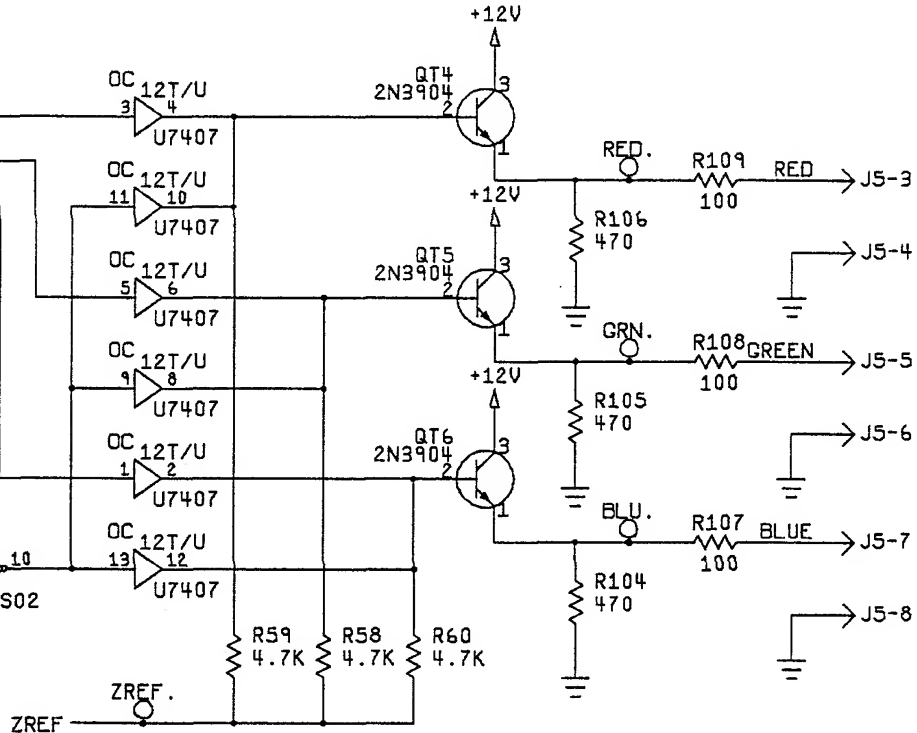 +12V
OC 12T/U
3 4
U7407
QT4
2N3904
2 3
1
RED.
R109
100
RED
J5-3
OC 12T/U
11 10
U7407
+12V
R106
470
J5-4
OC 12T/U
5 6
U7407
QT5
2N3904
2 3
1
GRN.
R108
100
GREEN
J5-5
OC 12T/U
9 8
U7407
+12V
R105
470
J5-6
OC 12T/U
1 2
U7407
QT6
2N3904
2 3
1
BLU.
R107
100
BLUE
J5-7
10
S02
OC 12T/U
13 12
U7407
R104
470
J5-8
R59
4.7K
R58
4.7K
R60
4.7K
ZREF.
ZREF